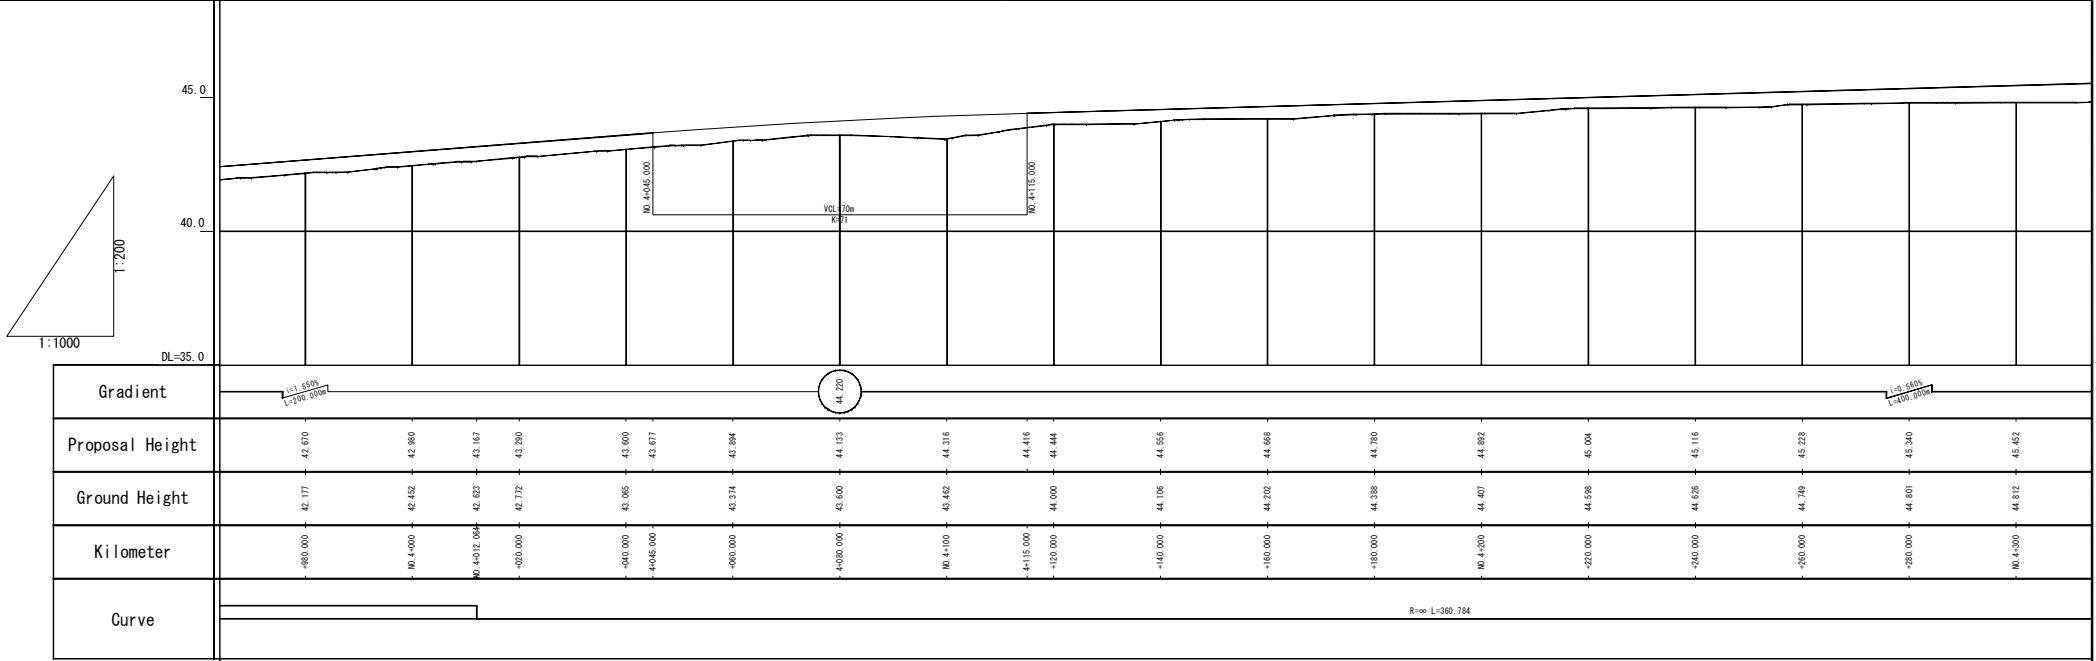 45.0
40.0
DL=35.0
1:200
1:1000
NO.4+045.000
VCL=70m
K=71
NO.4+115.000
Gradient
i=1.550%
L=200.000m
44.220
i=0.560%
L=400.000m
Proposal Height
42.670 42.980 43.167 43.290 43.600 43.677 43.894 44.133 44.316 44.416 44.444 44.556 44.668 44.780 44.892 45.004 45.116 45.228 45.340 45.452
Ground Height
42.177 42.452 42.623 42.772 43.065 43.374 43.600 43.462 44.000 44.106 44.202 44.388 44.407 44.598 44.626 44.749 44.801 44.812
Kilometer
+980.000 NO.4+000 NO.4+012.064 +020.000 +040.000 4+045.000 +060.000 4+080.000 NO.4+100 4+115.000 +120.000 +140.000 +160.000 +180.000 NO.4+200 +220.000 +240.000 +260.000 +280.000 NO.4+300
Curve
R=∞ L=360.784